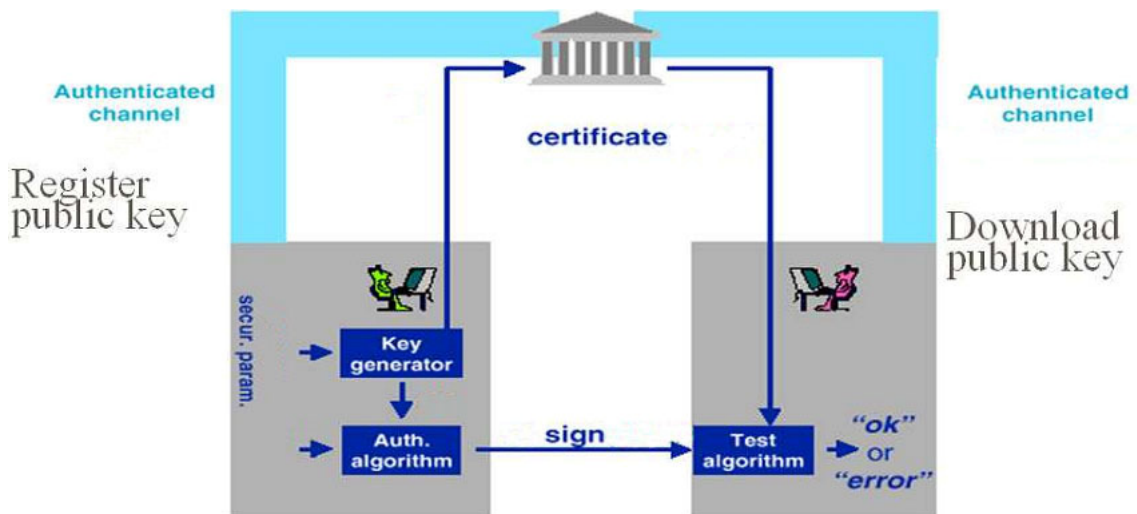 Authenticated
channel
Register
public key
certificate
Authenticated
channel
Download
public key
secur. param.
Key
generator
Auth.
algorithm
sign
Test
algorithm
“ok”
or
“error”